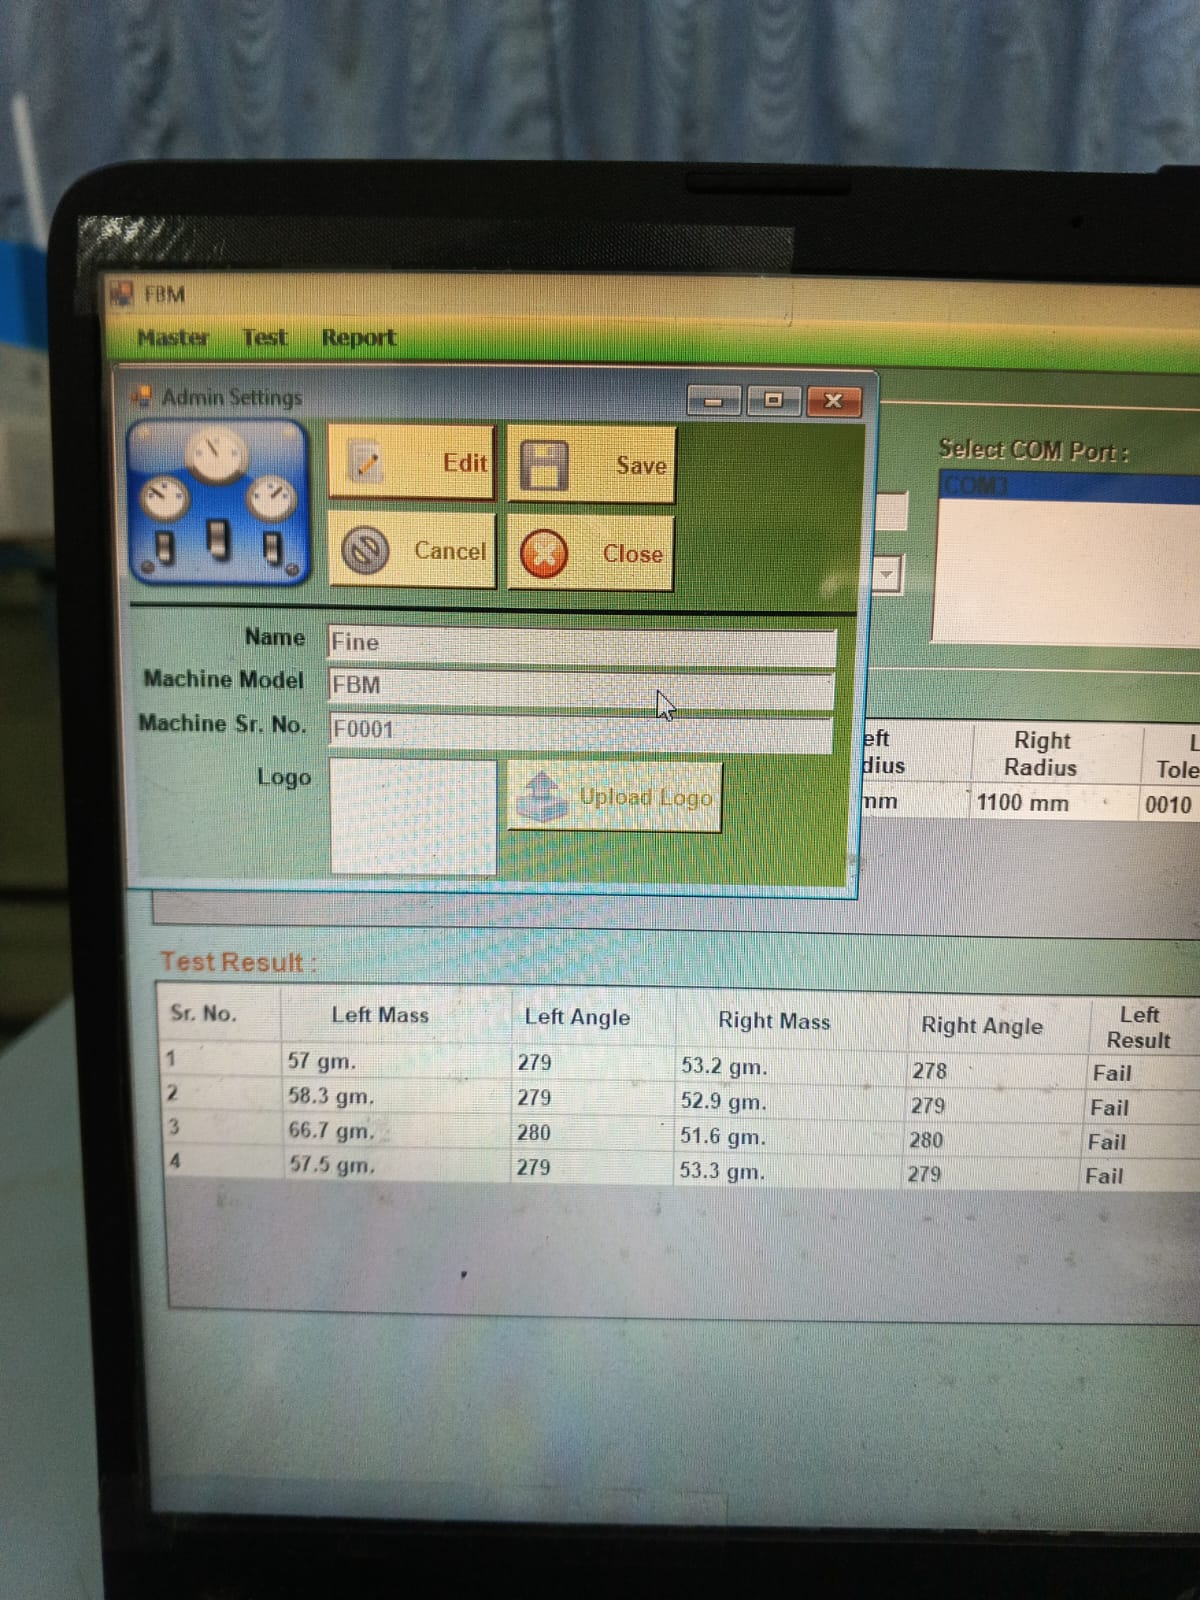 FBM
Master Test Report
Admin Settings
Edit Save
Cancel Close
Select COM Port :
COM3
Name Fine
Machine Model FBM
Machine Sr. No. F0001
Logo Upload Logo
eft
dius
Right
Radius
L
Tole
mm 1100 mm 0010
Test Result :
Sr. No. Left Mass Left Angle Right Mass Right Angle Left Result
1 57 gm. 279 53.2 gm. 278 Fail
2 58.3 gm. 279 52.9 gm. 279 Fail
3 66.7 gm. 280 51.6 gm. 280 Fail
4 57.5 gm. 279 53.3 gm. 279 Fail